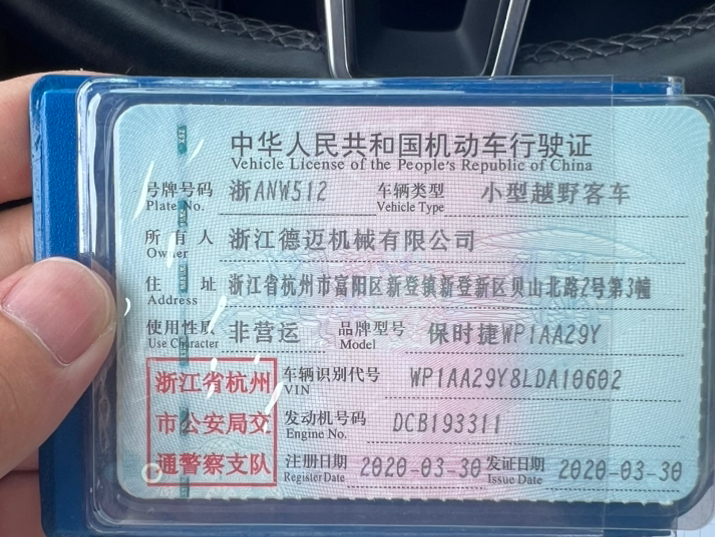 中华人民共和国机动车行驶证
Vehicle License of the People's Republic of China
号牌号码 浙ANW512 车辆类型 小型越野客车
Plate No. Vehicle Type
所有人 浙江德迈机械有限公司
Owner
住址 浙江省杭州市富阳区新登镇新登新区贝山北路2号第3幢
Address
使用性质 非营运 品牌型号 保时捷WP1AA29Y
Use Character Model
浙江省杭州
市公安局交
通警察支队
车辆识别代号 WP1AA29Y8LDA10602
VIN
发动机号码 DCB193311
Engine No.
注册日期 2020-03-30 发证日期 2020-03-30
Register Date Issue Date